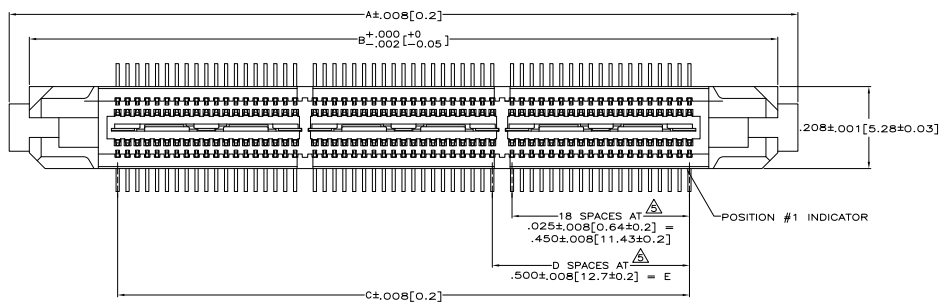 A±.008[0.2]
B+.000 -.002 [+0 -0.05]
.208±.001[5.28±0.03]
18 SPACES AT 5
.025±.008[0.64±0.2] =
.450±.008[11.43±0.2]
POSITION #1 INDICATOR
D SPACES AT 5
.500±.008[12.7±0.2] = E
C±.008[0.2]